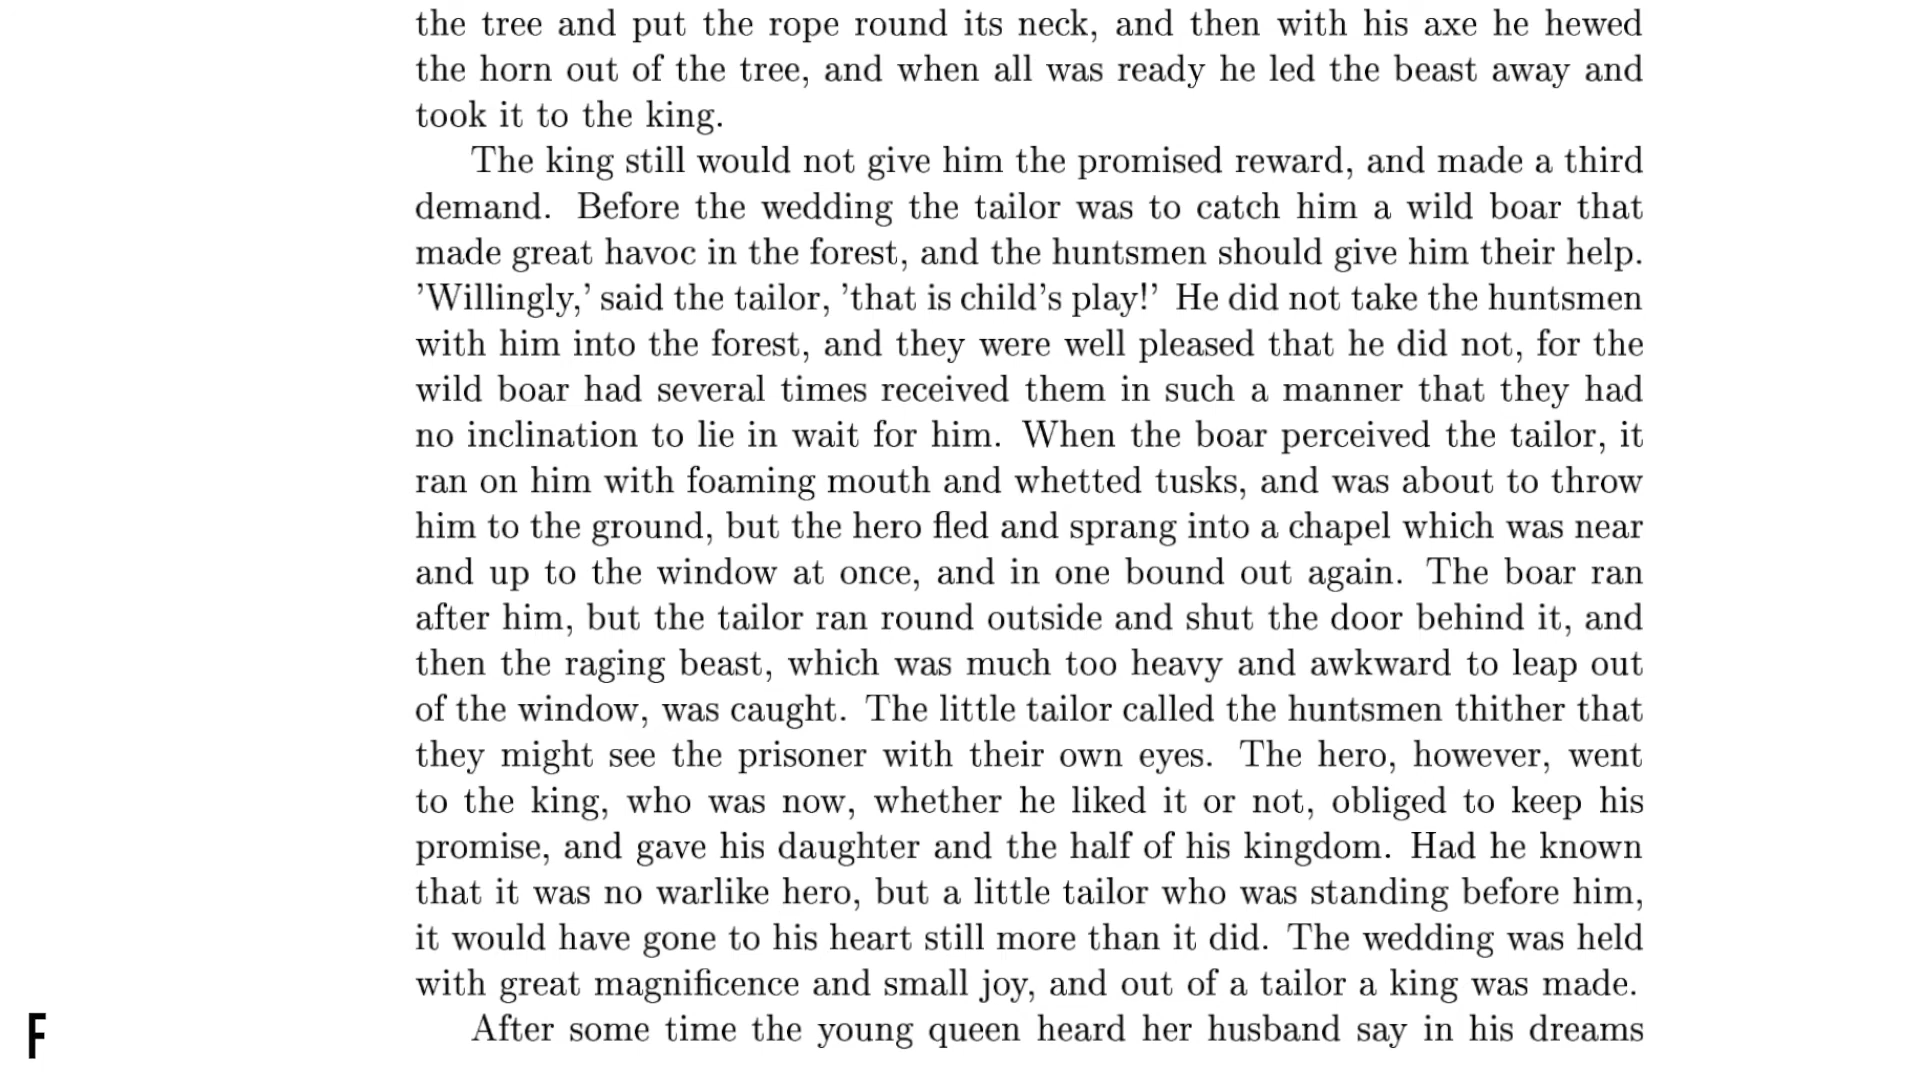 the tree and put the rope round its neck, and then with his axe he hewed
the horn out of the tree, and when all was ready he led the beast away and
took it to the king.
The king still would not give him the promised reward, and made a third
demand. Before the wedding the tailor was to catch him a wild boar that
made great havoc in the forest, and the huntsmen should give him their help.
’Willingly,’ said the tailor, ’that is child’s play!’ He did not take the huntsmen
with him into the forest, and they were well pleased that he did not, for the
wild boar had several times received them in such a manner that they had
no inclination to lie in wait for him. When the boar perceived the tailor, it
ran on him with foaming mouth and whetted tusks, and was about to throw
him to the ground, but the hero fled and sprang into a chapel which was near
and up to the window at once, and in one bound out again. The boar ran
after him, but the tailor ran round outside and shut the door behind it, and
then the raging beast, which was much too heavy and awkward to leap out
of the window, was caught. The little tailor called the huntsmen thither that
they might see the prisoner with their own eyes. The hero, however, went
to the king, who was now, whether he liked it or not, obliged to keep his
promise, and gave his daughter and the half of his kingdom. Had he known
that it was no warlike hero, but a little tailor who was standing before him,
it would have gone to his heart still more than it did. The wedding was held
with great magnificence and small joy, and out of a tailor a king was made.
After some time the young queen heard her husband say in his dreams
F